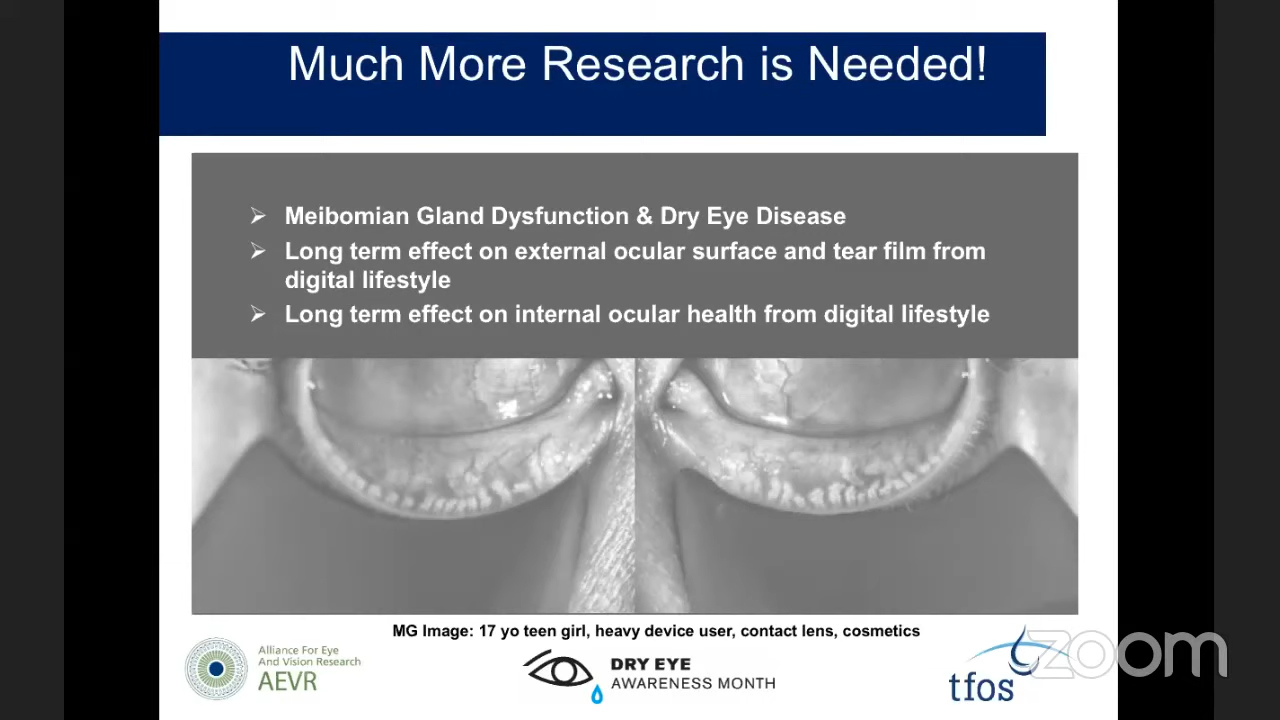 Much More Research is Needed!
➢ Meibomian Gland Dysfunction & Dry Eye Disease
➢ Long term effect on external ocular surface and tear film from
digital lifestyle
➢ Long term effect on internal ocular health from digital lifestyle
MG Image: 17 yo teen girl, heavy device user, contact lens, cosmetics
Alliance For Eye
And Vision Research
AEVR
DRY EYE
AWARENESS MONTH
tfos
zoom